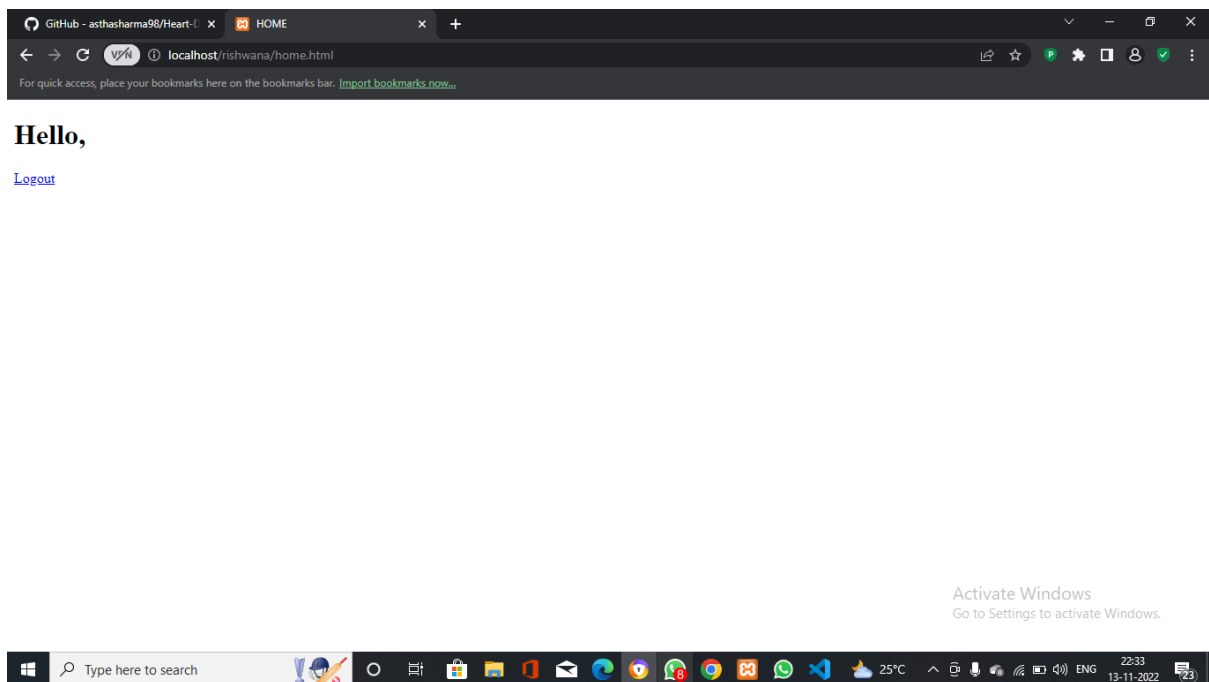 GitHub - asthasharma98/Heart-D
HOME
VPN
localhost/rishwana/home.html
For quick access, place your bookmarks here on the bookmarks bar. Import bookmarks now...
Hello,
Logout
Activate Windows
Go to Settings to activate Windows.
Type here to search
8
25°C
ENG
22:33
13-11-2022
23